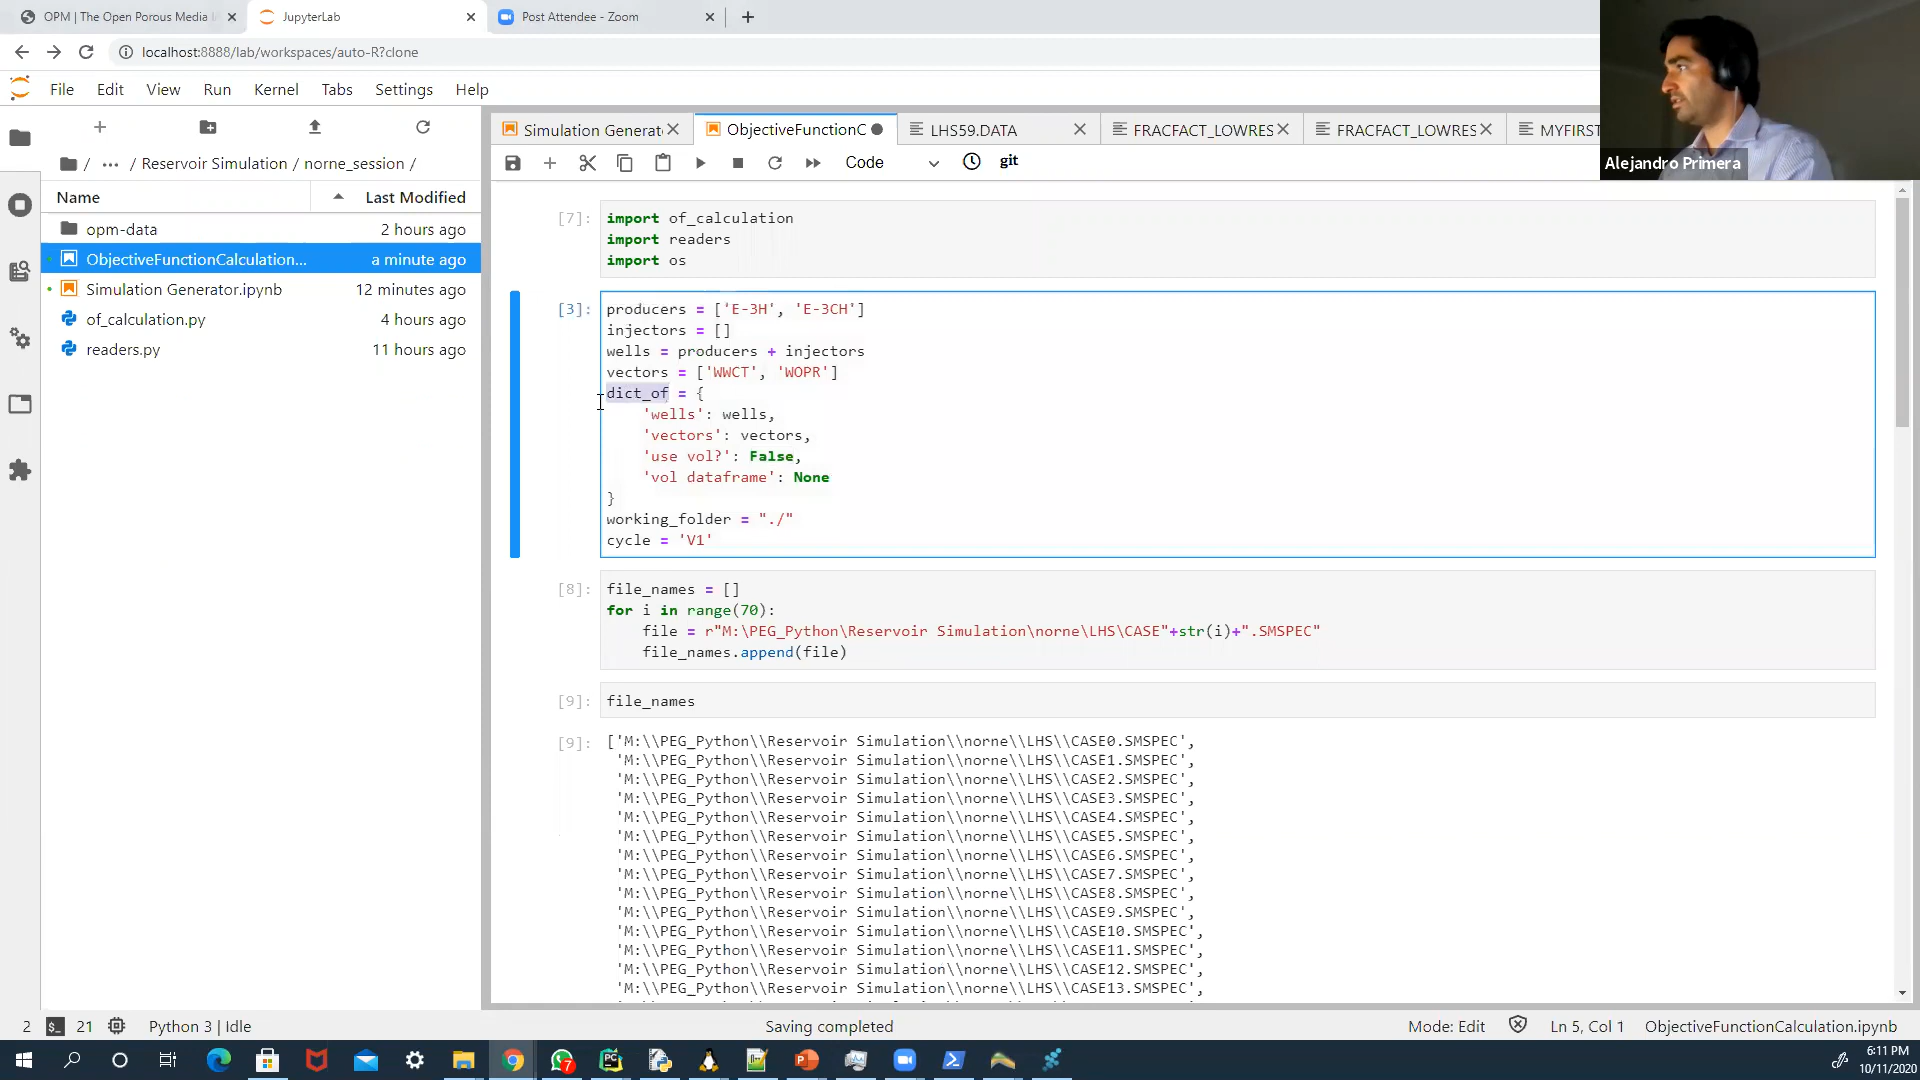 OPM | The Open Porous Media
JupyterLab
Post Attendee - Zoom
localhost:8888/lab/workspaces/auto-R?clone
File Edit View Run Kernel Tabs Settings Help
/ ··· / Reservoir Simulation / norne_session /
Name Last Modified
opm-data 2 hours ago
ObjectiveFunctionCalculation... a minute ago
Simulation Generator.ipynb 12 minutes ago
of_calculation.py 4 hours ago
readers.py 11 hours ago
Simulation Generat
ObjectiveFunctionC
LHS59.DATA
FRACFACT_LOWRES
FRACFACT_LOWRES
MYFIRST
Alejandro Primera
Code git
[7]: import of_calculation
import readers
import os
[3]: producers = ['E-3H', 'E-3CH']
injectors = []
wells = producers + injectors
vectors = ['WWCT', 'WOPR']
dict_of = {
'wells': wells,
'vectors': vectors,
'use vol?': False,
'vol dataframe': None
}
working_folder = "./"
cycle = 'V1'
[8]: file_names = []
for i in range(70):
file = r"M:\PEG_Python\Reservoir Simulation\norne\LHS\CASE"+str(i)+".SMSPEC"
file_names.append(file)
[9]: file_names
[9]: ['M:\\PEG_Python\\Reservoir Simulation\\norne\\LHS\\CASE0.SMSPEC',
'M:\\PEG_Python\\Reservoir Simulation\\norne\\LHS\\CASE1.SMSPEC',
'M:\\PEG_Python\\Reservoir Simulation\\norne\\LHS\\CASE2.SMSPEC',
'M:\\PEG_Python\\Reservoir Simulation\\norne\\LHS\\CASE3.SMSPEC',
'M:\\PEG_Python\\Reservoir Simulation\\norne\\LHS\\CASE4.SMSPEC',
'M:\\PEG_Python\\Reservoir Simulation\\norne\\LHS\\CASE5.SMSPEC',
'M:\\PEG_Python\\Reservoir Simulation\\norne\\LHS\\CASE6.SMSPEC',
'M:\\PEG_Python\\Reservoir Simulation\\norne\\LHS\\CASE7.SMSPEC',
'M:\\PEG_Python\\Reservoir Simulation\\norne\\LHS\\CASE8.SMSPEC',
'M:\\PEG_Python\\Reservoir Simulation\\norne\\LHS\\CASE9.SMSPEC',
'M:\\PEG_Python\\Reservoir Simulation\\norne\\LHS\\CASE10.SMSPEC',
'M:\\PEG_Python\\Reservoir Simulation\\norne\\LHS\\CASE11.SMSPEC',
'M:\\PEG_Python\\Reservoir Simulation\\norne\\LHS\\CASE12.SMSPEC',
'M:\\PEG_Python\\Reservoir Simulation\\norne\\LHS\\CASE13.SMSPEC',
2 21 Python 3 | Idle Saving completed Mode: Edit Ln 5, Col 1 ObjectiveFunctionCalculation.ipynb
7
6:11 PM
10/11/2020